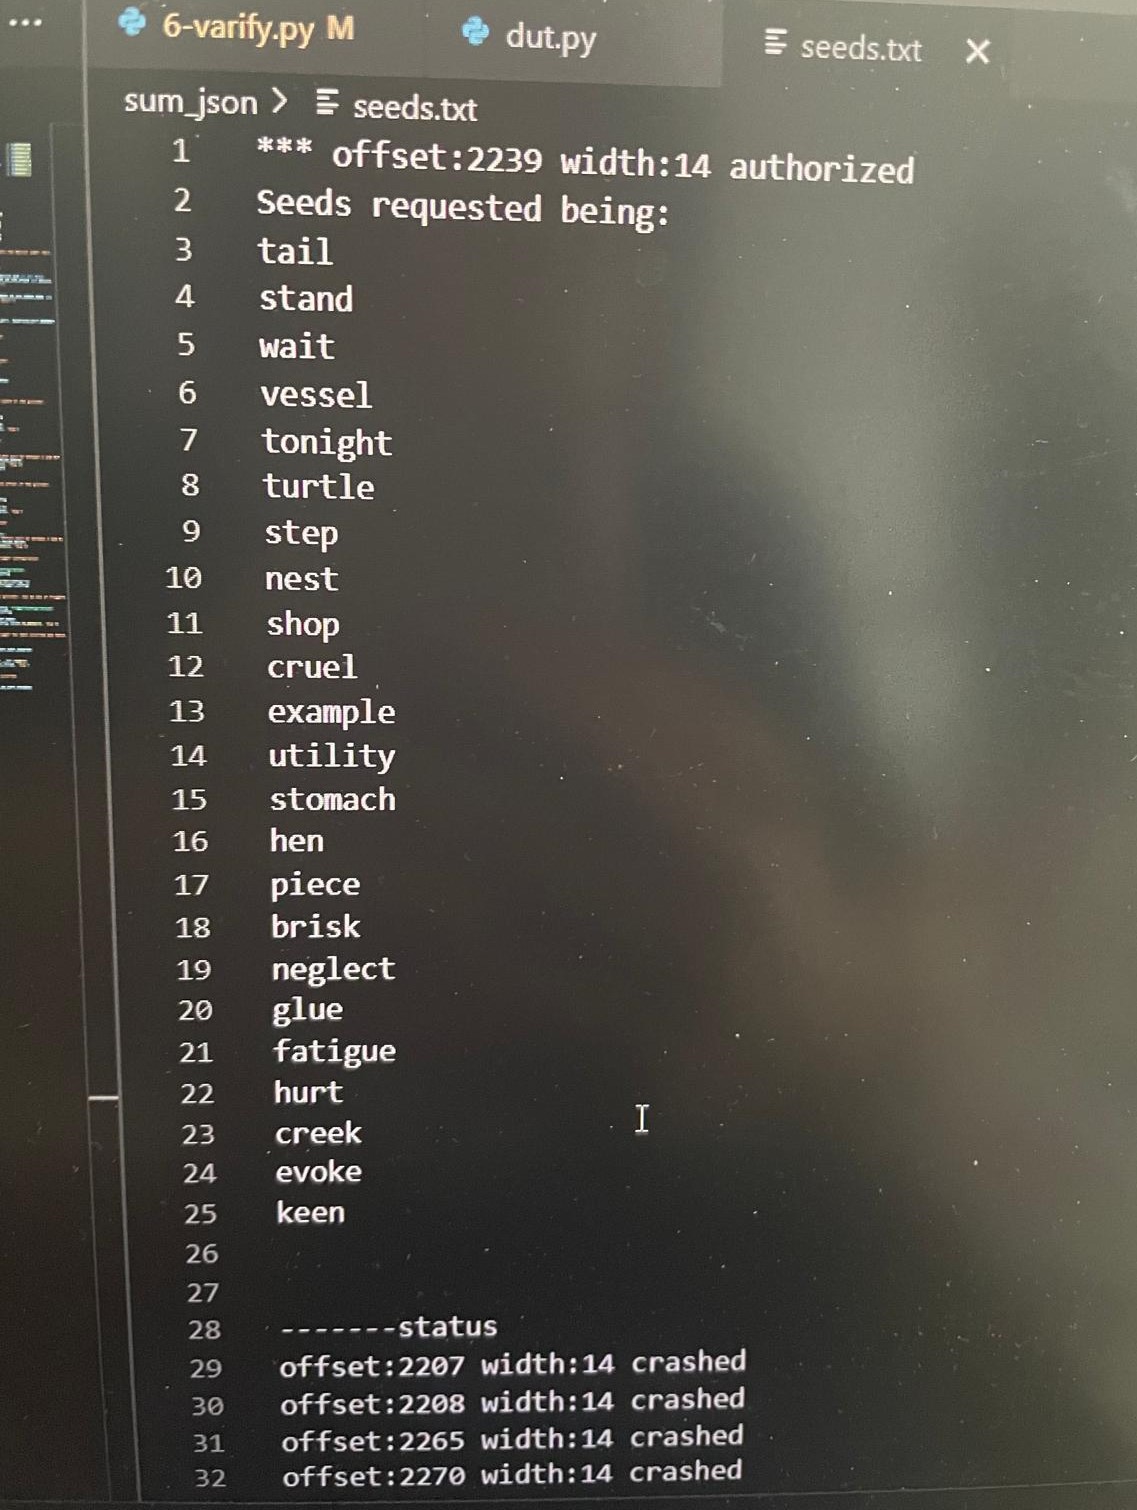 ··· 6-varify.py M dut.py seeds.txt ×
sum_json > seeds.txt
1 *** offset:2239 width:14 authorized
2 Seeds requested being:
3 tail
4 stand
5 wait
6 vessel
7 tonight
8 turtle
9 step
10 nest
11 shop
12 cruel
13 example
14 utility
15 stomach
16 hen
17 piece
18 brisk
19 neglect
20 glue
21 fatigue
22 hurt
23 creek
24 evoke
25 keen
26
27
28 -------status
29 offset:2207 width:14 crashed
30 offset:2208 width:14 crashed
31 offset:2265 width:14 crashed
32 offset:2270 width:14 crashed